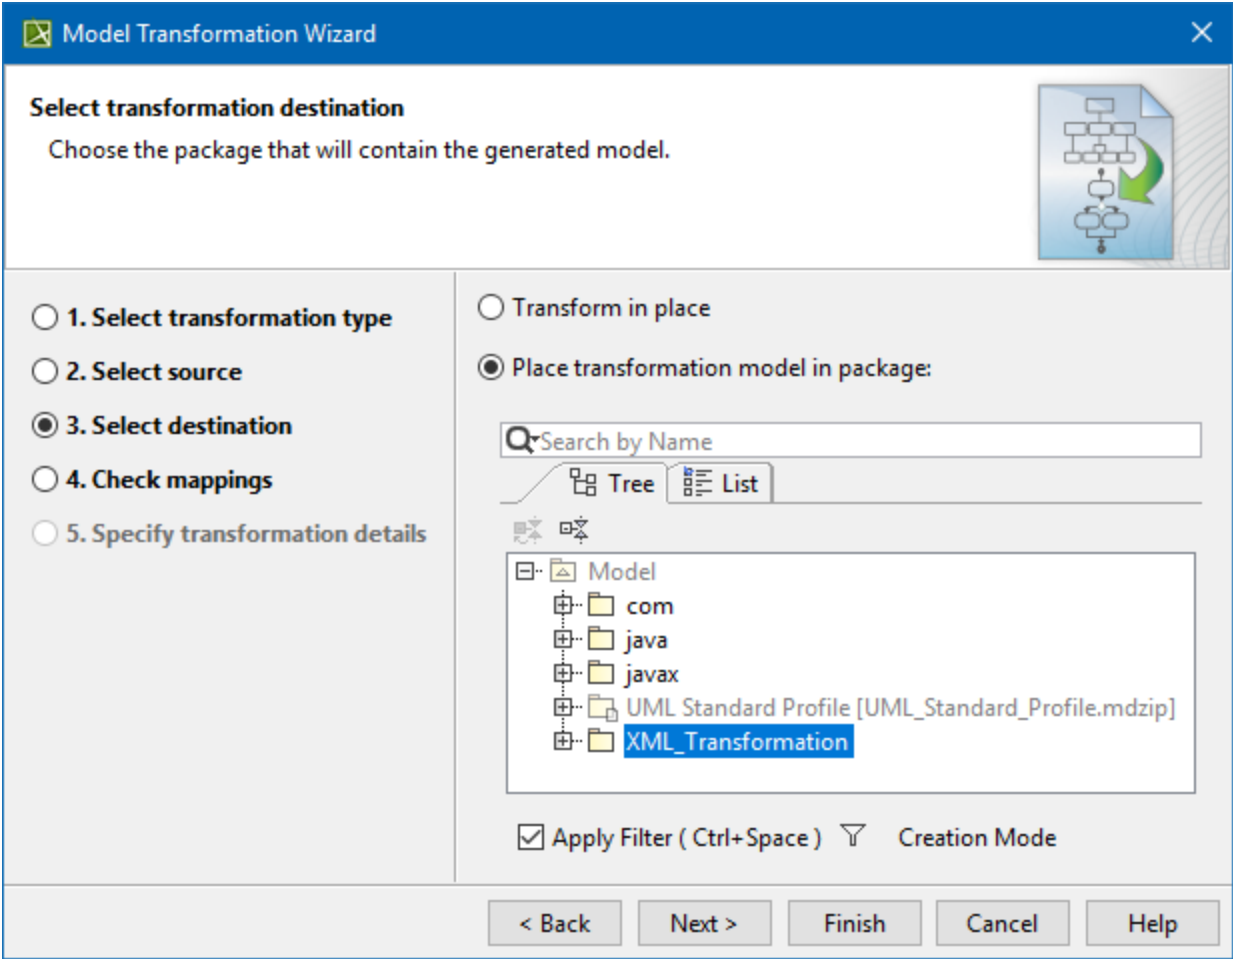 Model Transformation Wizard
Select transformation destination
Choose the package that will contain the generated model.
1. Select transformation type
2. Select source
3. Select destination
4. Check mappings
5. Specify transformation details
Transform in place
Place transformation model in package:
Search by Name
Tree
List
Model
com
java
javax
UML Standard Profile [UML_Standard_Profile.mdzip]
XML_Transformation
Apply Filter ( Ctrl+Space )
Creation Mode
< Back
Next >
Finish
Cancel
Help